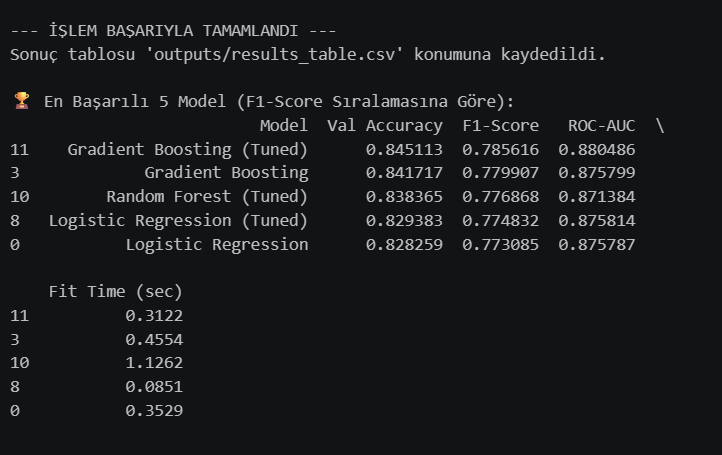 --- İŞLEM BAŞARIYLA TAMAMLANDI ---
Sonuç tablosu 'outputs/results_table.csv' konumuna kaydedildi.
🏆 En Başarılı 5 Model (F1-Score Sıralamasına Göre):
Model  Val Accuracy  F1-Score  ROC-AUC  \
11  Gradient Boosting (Tuned)  0.845113  0.785616  0.880486
3  Gradient Boosting  0.841717  0.779907  0.875799
10  Random Forest (Tuned)  0.838365  0.776868  0.871384
8  Logistic Regression (Tuned)  0.829383  0.774832  0.875814
0  Logistic Regression  0.828259  0.773085  0.875787
Fit Time (sec)
11  0.3122
3  0.4554
10  1.1262
8  0.0851
0  0.3529